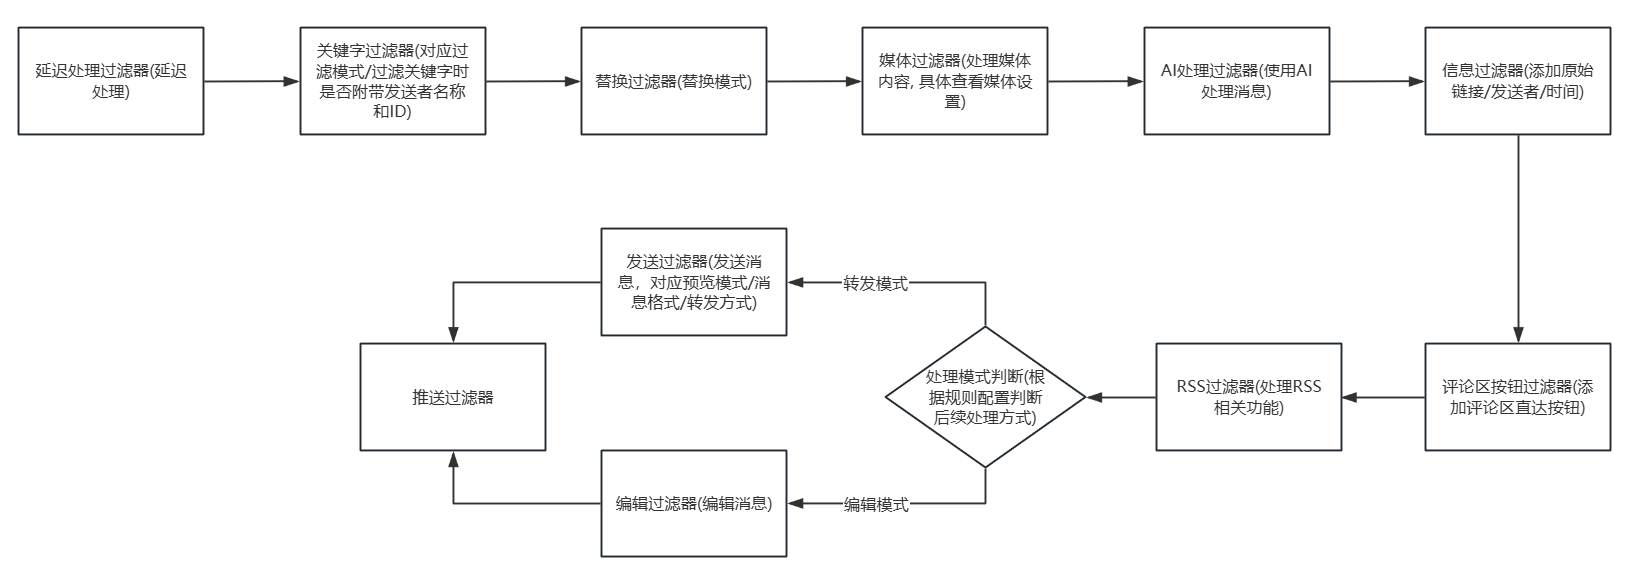 延迟处理过滤器(延迟
处理)
关键字过滤器(对应过
滤模式/过滤关键字时
是否附带发送者名称
和ID)
替换过滤器(替换模式)
媒体过滤器(处理媒体
内容, 具体查看媒体设
置)
AI处理过滤器(使用AI
处理消息)
信息过滤器(添加原始
链接/发送者/时间)
评论区按钮过滤器(添
加评论区直达按钮)
RSS过滤器(处理RSS
相关功能)
处理模式判断(根
据规则配置判断
后续处理方式)
转发模式
发送过滤器(发送消
息，对应预览模式/消
息格式/转发方式)
编辑模式
编辑过滤器(编辑消息)
推送过滤器